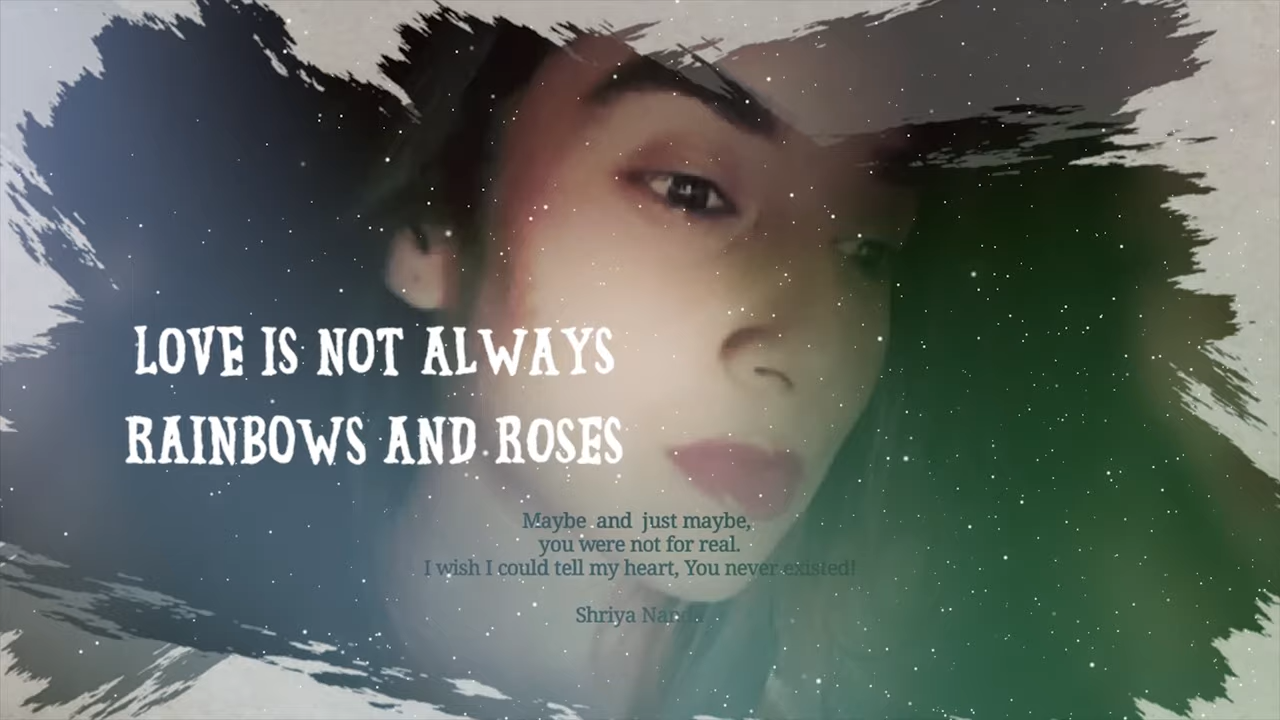 LOVE IS NOT ALWAYS
RAINBOWS AND ROSES
Maybe and just maybe,
you were not for real.
I wish I could tell my heart, You never existed!
Shriya